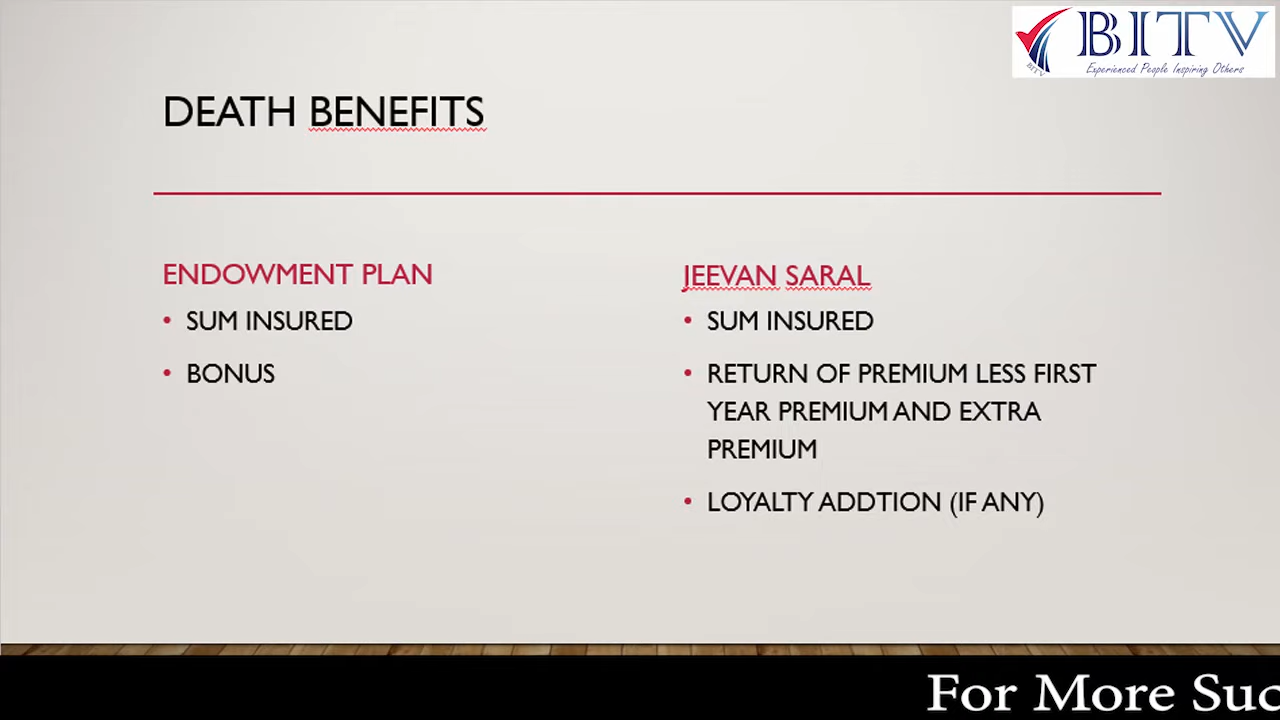 BITV
Experienced People Inspiring Others
BITV
DEATH BENEFITS
ENDOWMENT PLAN
• SUM INSURED
• BONUS
JEEVAN SARAL
• SUM INSURED
• RETURN OF PREMIUM LESS FIRST
YEAR PREMIUM AND EXTRA
PREMIUM
• LOYALTY ADDTION (IF ANY)
For More Suc